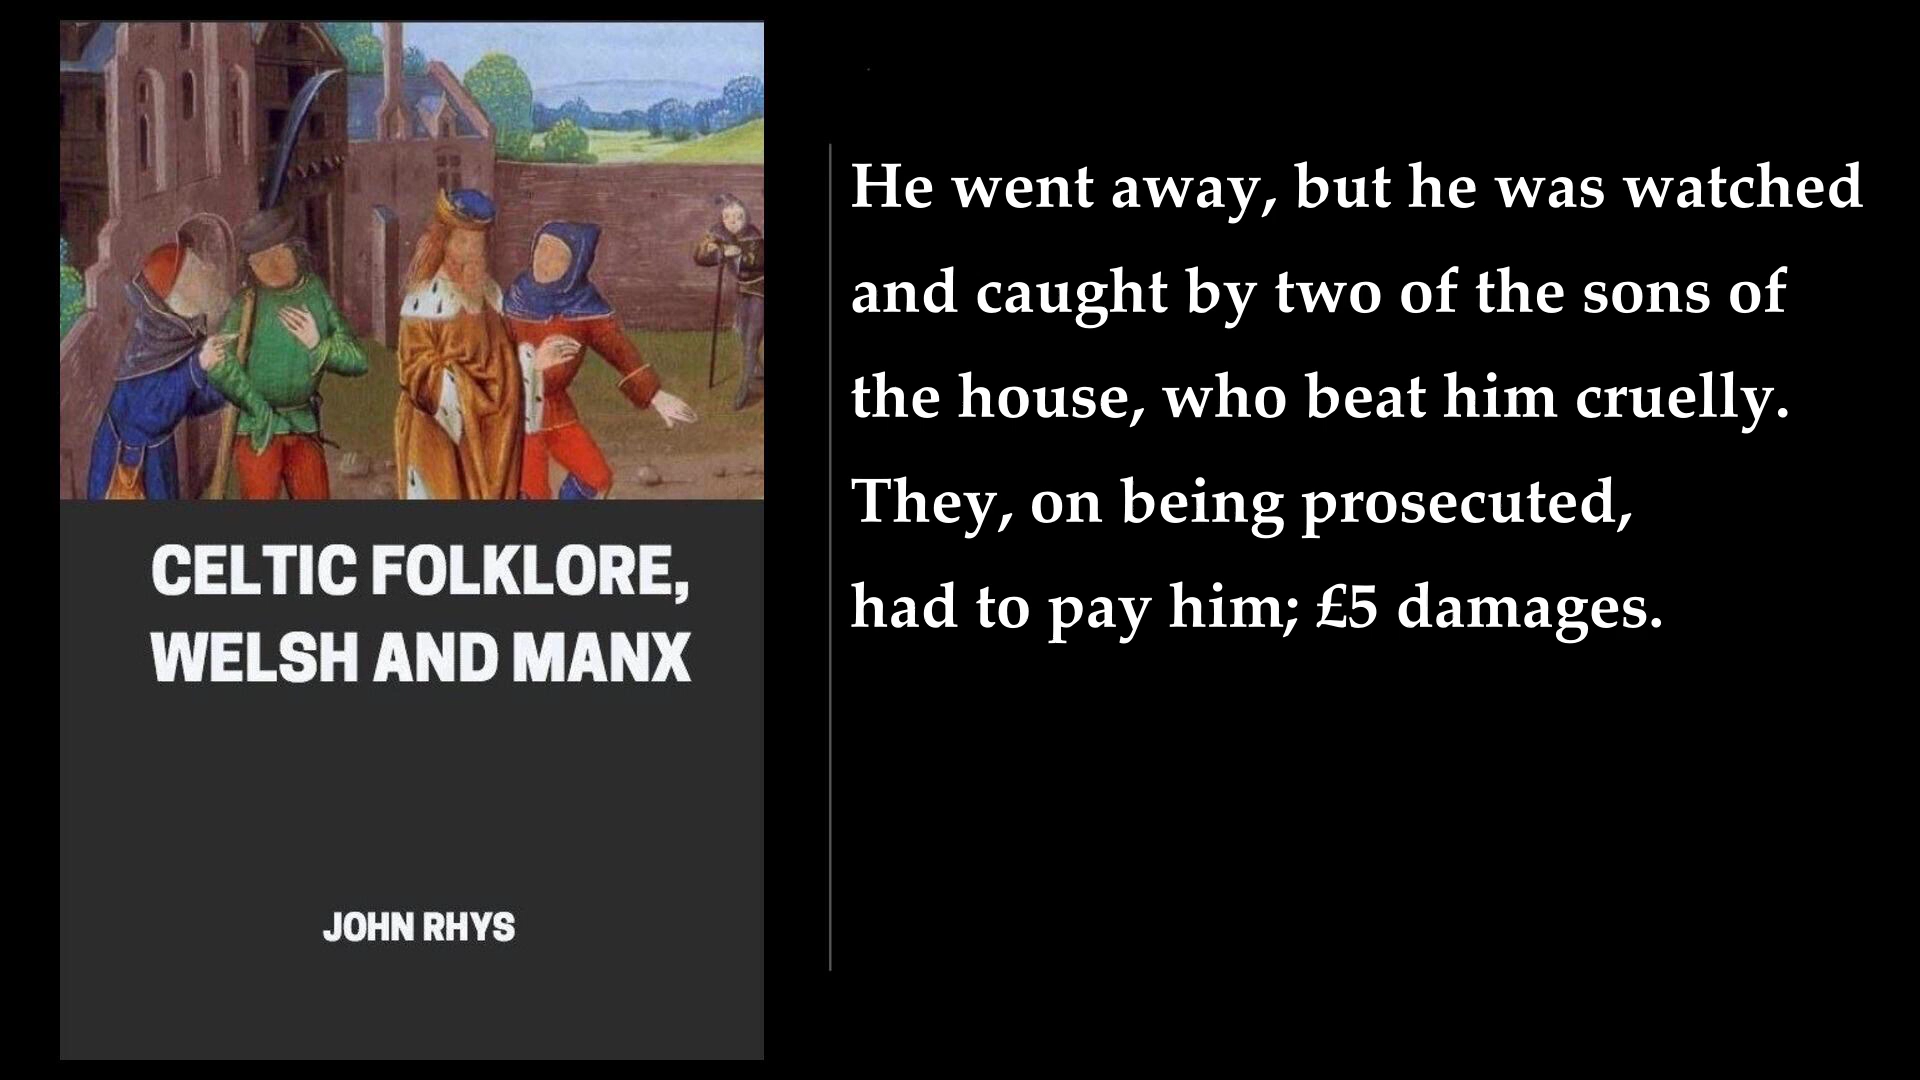 CELTIC FOLKLORE,
WELSH AND MANX
JOHN RHYS
He went away, but he was watched
and caught by two of the sons of
the house, who beat him cruelly.
They, on being prosecuted,
had to pay him; £5 damages.